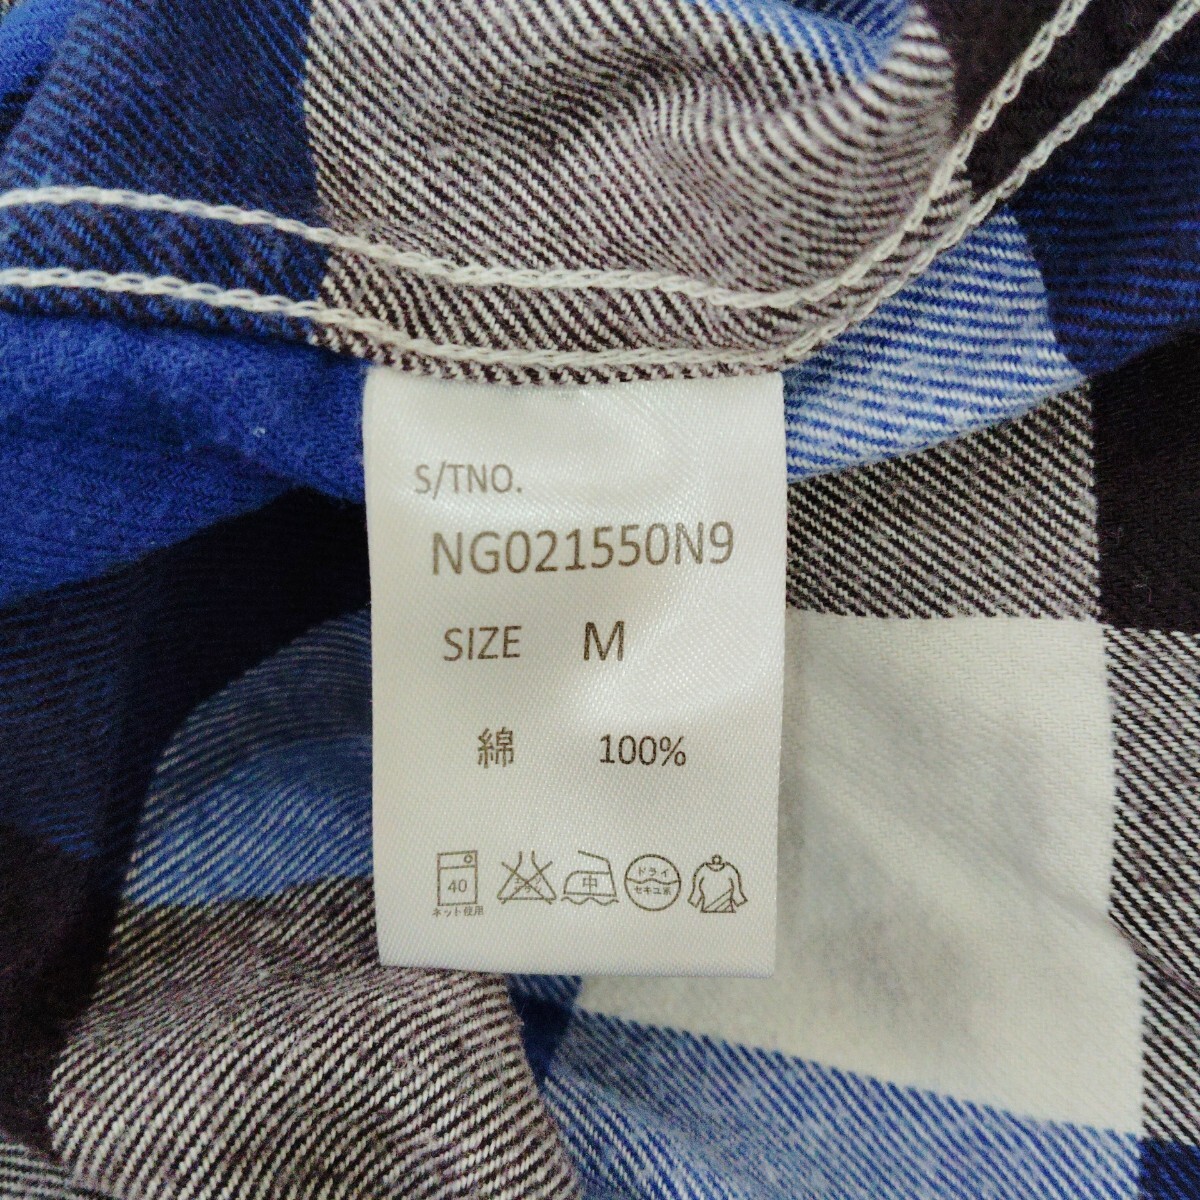 S/TNO.
NG021550N9
SIZE M
綿 100%
40
ネット使用
中
ドライ
セキユ系